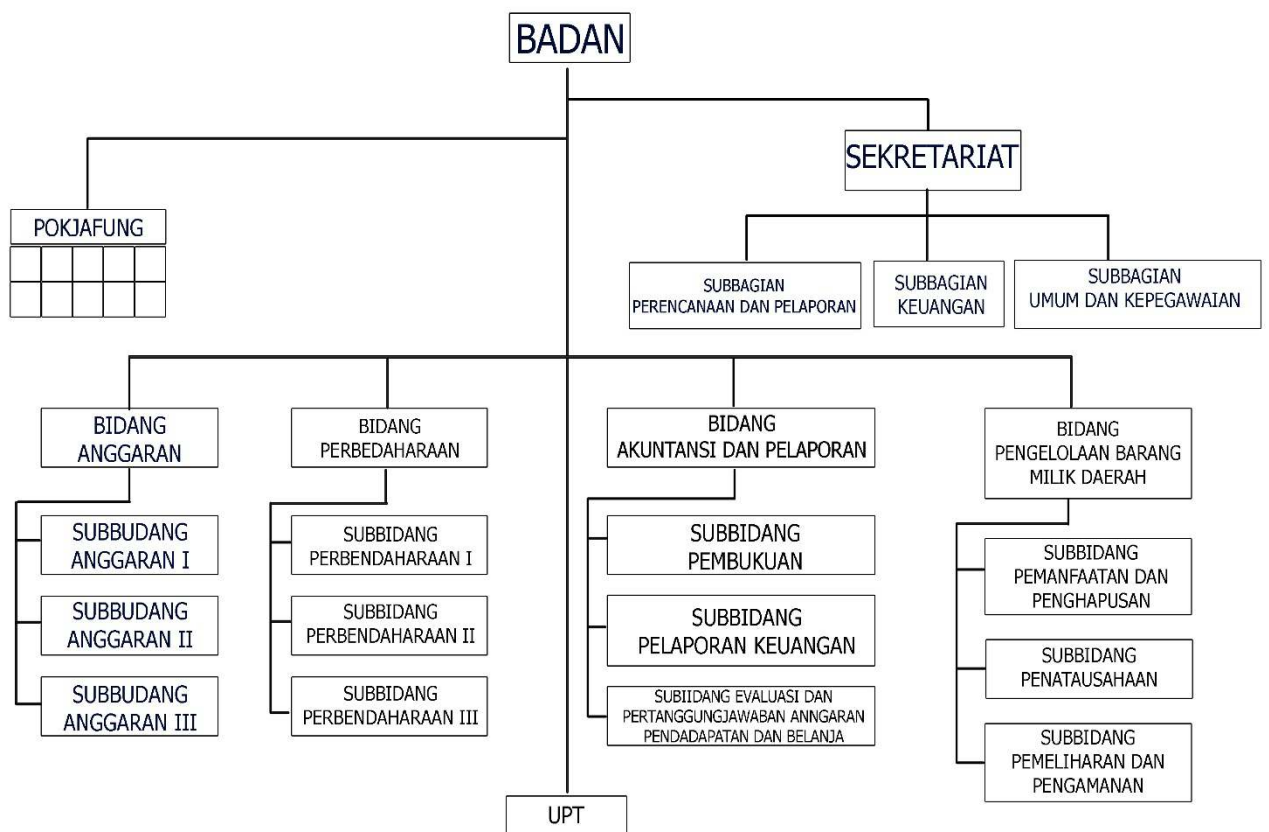 BADAN
SEKRETARIAT
POKJAFUNG
SUBBAGIAN
PERENCANAAN DAN PELAPORAN
SUBBAGIAN
KEUANGAN
SUBBAGIAN
UMUM DAN KEPEGAWAIAN
BIDANG
ANGGARAN
BIDANG
PERBEDAHARAAN
BIDANG
AKUNTANSI DAN PELAPORAN
BIDANG
PENGELOLAAN BARANG
MILIK DAERAH
SUBBUDANG
ANGGARAN I
SUBBUDANG
ANGGARAN II
SUBBUDANG
ANGGARAN III
SUBBIDANG
PERBENDAHARAAN I
SUBBIDANG
PERBENDAHARAAN II
SUBBIDANG
PERBENDAHARAAN III
SUBBIDANG
PEMBUKUAN
SUBBIDANG
PELAPORAN KEUANGAN
SUBIIDANG EVALUASI DAN
PERTANGGUNGJAWABAN ANNGARAN
PENDADAPATAN DAN BELANJA
SUBBIDANG
PEMANFAATAN DAN
PENGHAPUSAN
SUBBIDANG
PENATAUSAHAAN
SUBBIDANG
PEMELIHARAN DAN
PENGAMANAN
UPT